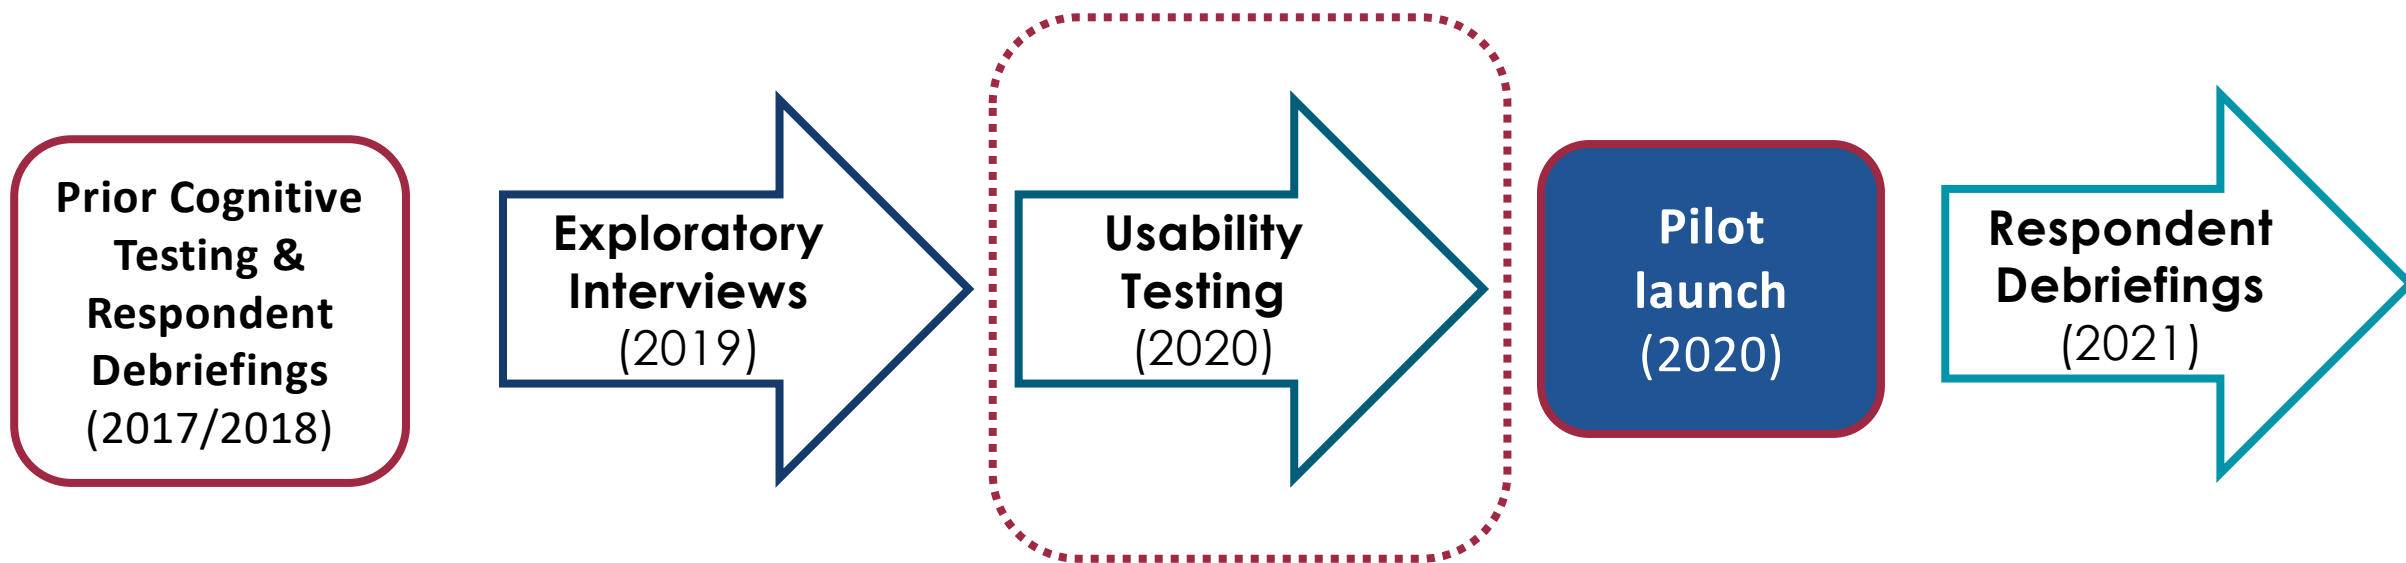 Prior Cognitive
Testing &
Respondent
Debriefings
(2017/2018)
Exploratory
Interviews
(2019)
Usability
Testing
(2020)
Pilot
launch
(2020)
Respondent
Debriefings
(2021)